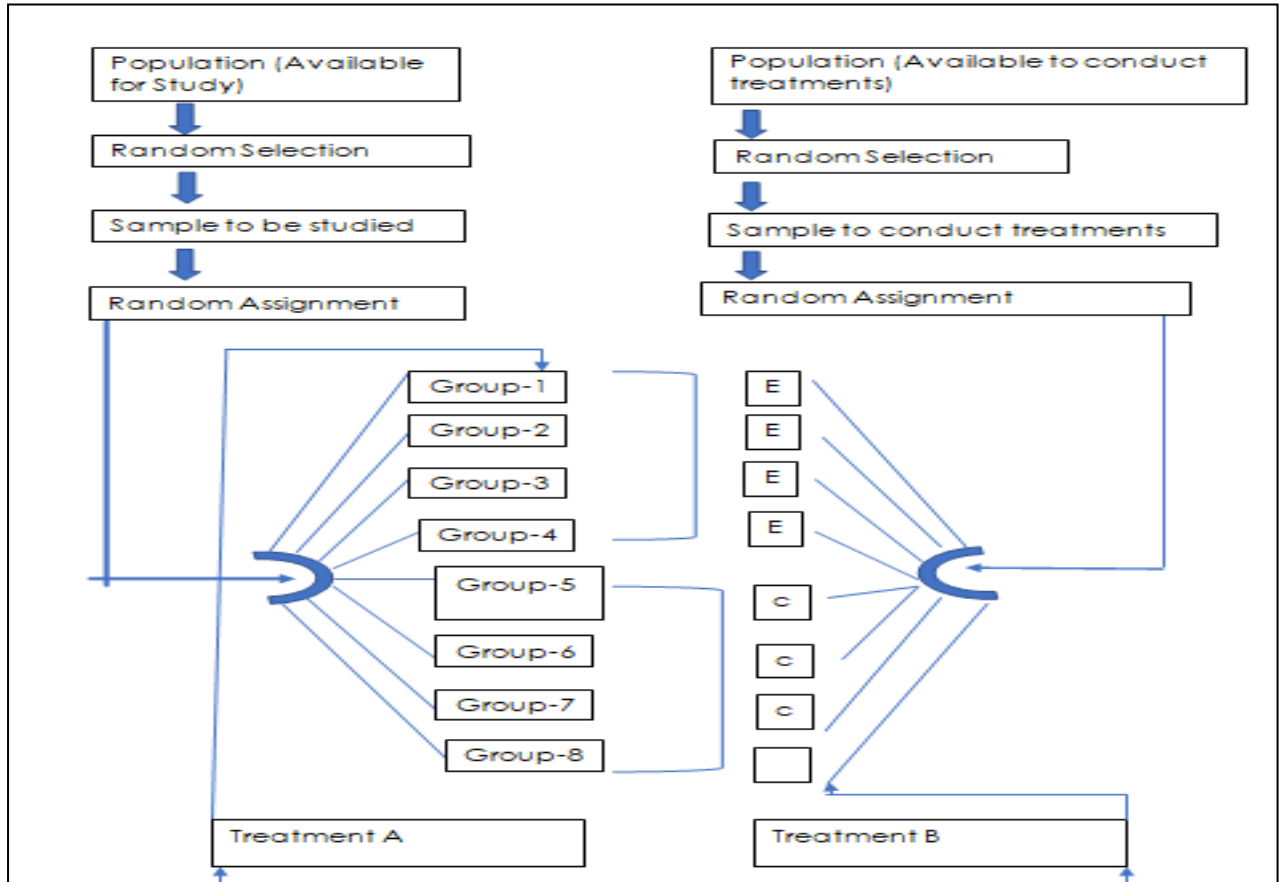 Population (Available
for Study)
Random Selection
Sample to be studied
Random Assignment
Population (Available to conduct
treatments)
Random Selection
Sample to conduct treatments
Random Assignment
Group-1
Group-2
Group-3
Group-4
Group-5
Group-6
Group-7
Group-8
E
E
E
E
c
c
c
Treatment A
Treatment B